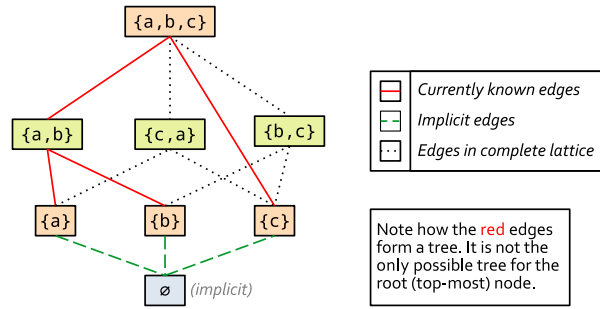 {a,b,c}
{a,b}
{c,a}
{b,c}
{a}
{b}
{c}
∅
(implicit)
Currently known edges
Implicit edges
Edges in complete lattice
Note how the red edges
form a tree. It is not the
only possible tree for the
root (top-most) node.